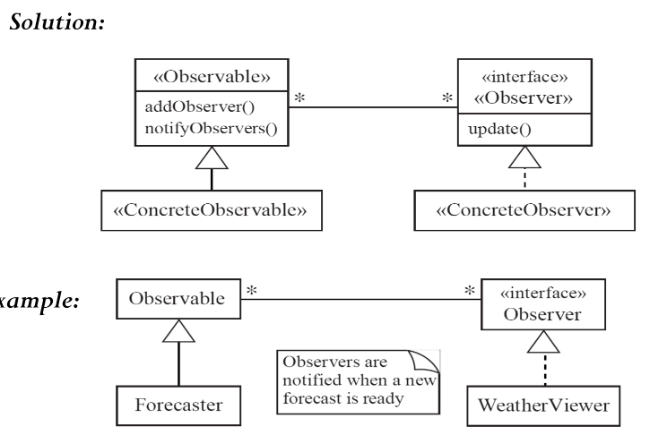 Solution:
«Observable»
addObserver()
notifyObservers()
* *
«interface»
«Observer»
update()
«ConcreteObservable»
«ConcreteObserver»
xample:
Observable
* *
«interface»
Observer
Observers are
notified when a new
forecast is ready
Forecaster
WeatherViewer